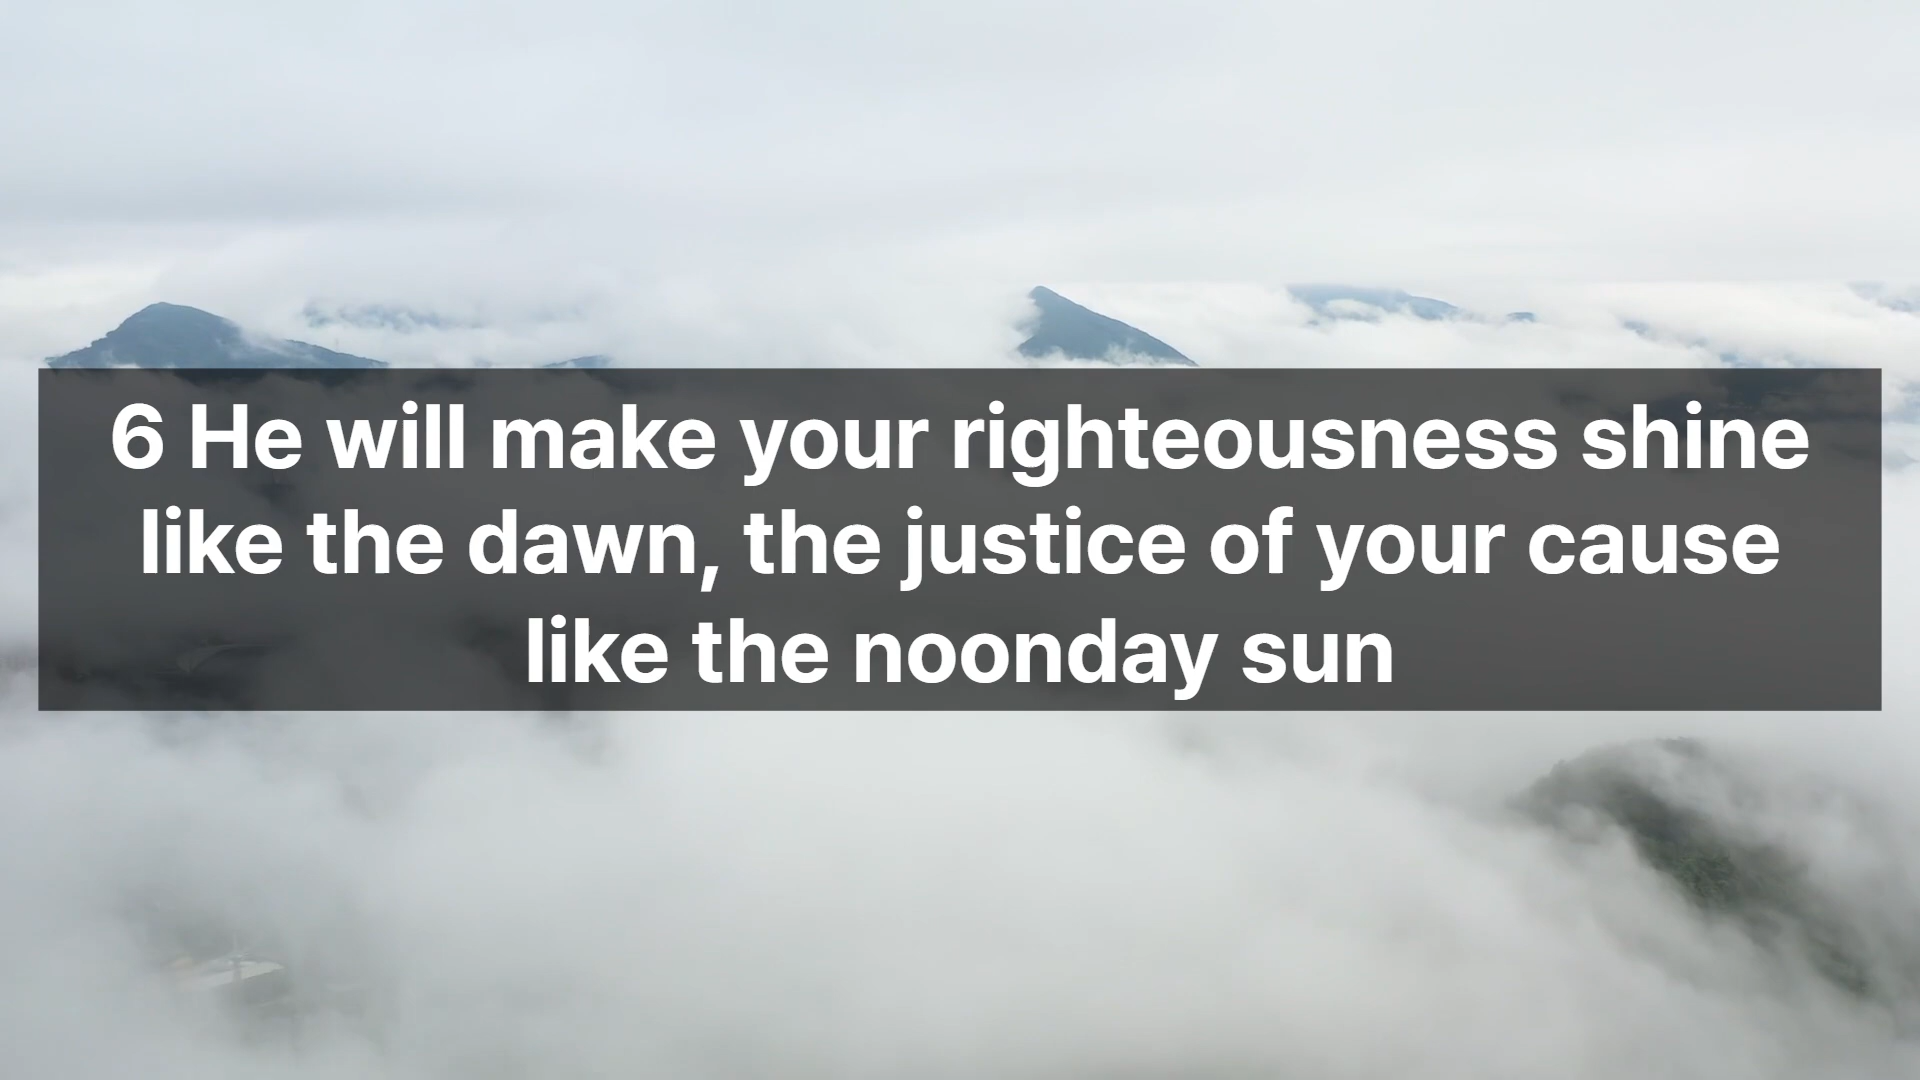 6 He will make your righteousness shine
like the dawn, the justice of your cause
like the noonday sun